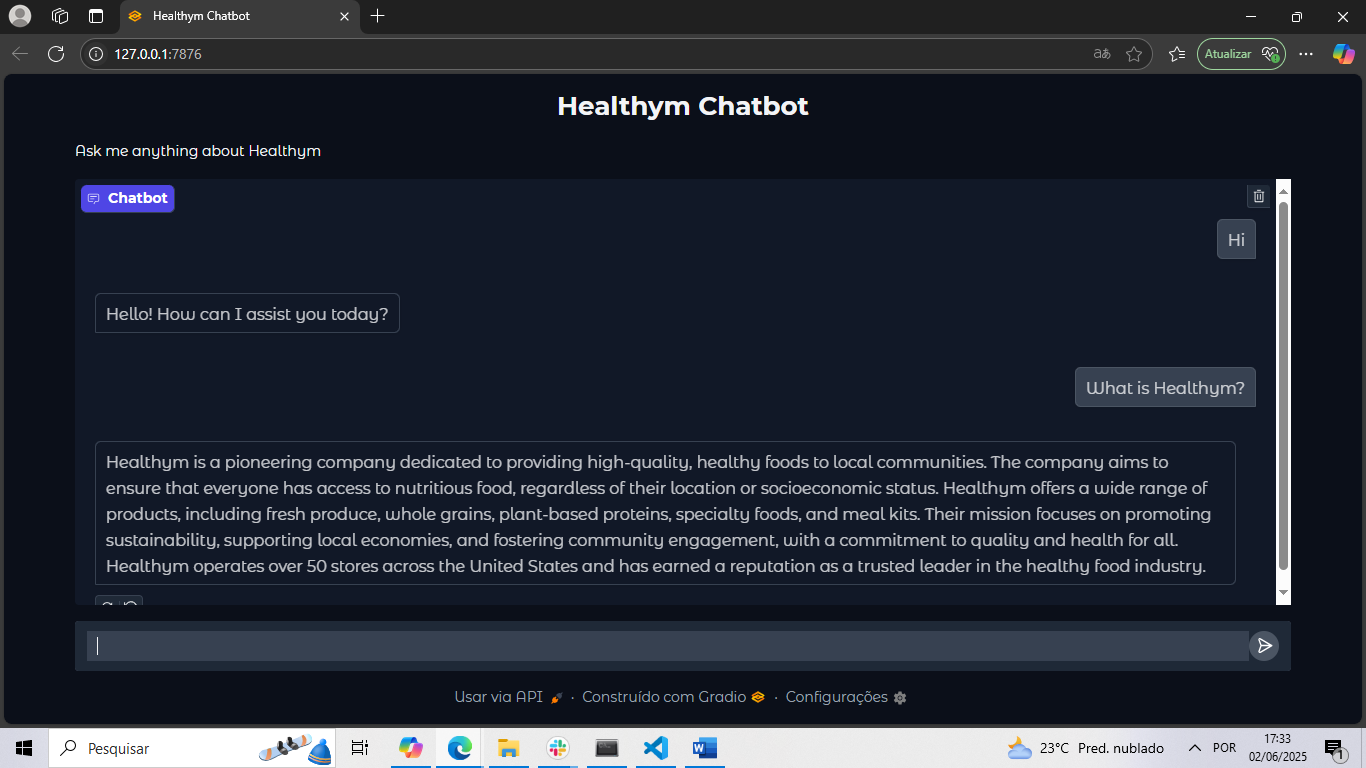 Healthym Chatbot
127.0.0.1:7876
Atualizar
Healthym Chatbot
Ask me anything about Healthym
Chatbot
Hi
Hello! How can I assist you today?
What is Healthym?
Healthym is a pioneering company dedicated to providing high-quality, healthy foods to local communities. The company aims to
ensure that everyone has access to nutritious food, regardless of their location or socioeconomic status. Healthym offers a wide range of
products, including fresh produce, whole grains, plant-based proteins, specialty foods, and meal kits. Their mission focuses on promoting
sustainability, supporting local economies, and fostering community engagement, with a commitment to quality and health for all.
Healthym operates over 50 stores across the United States and has earned a reputation as a trusted leader in the healthy food industry.
Usar via API · Construído com Gradio · Configurações
Pesquisar
23°C Pred. nublado
POR
17:33
02/06/2025
1